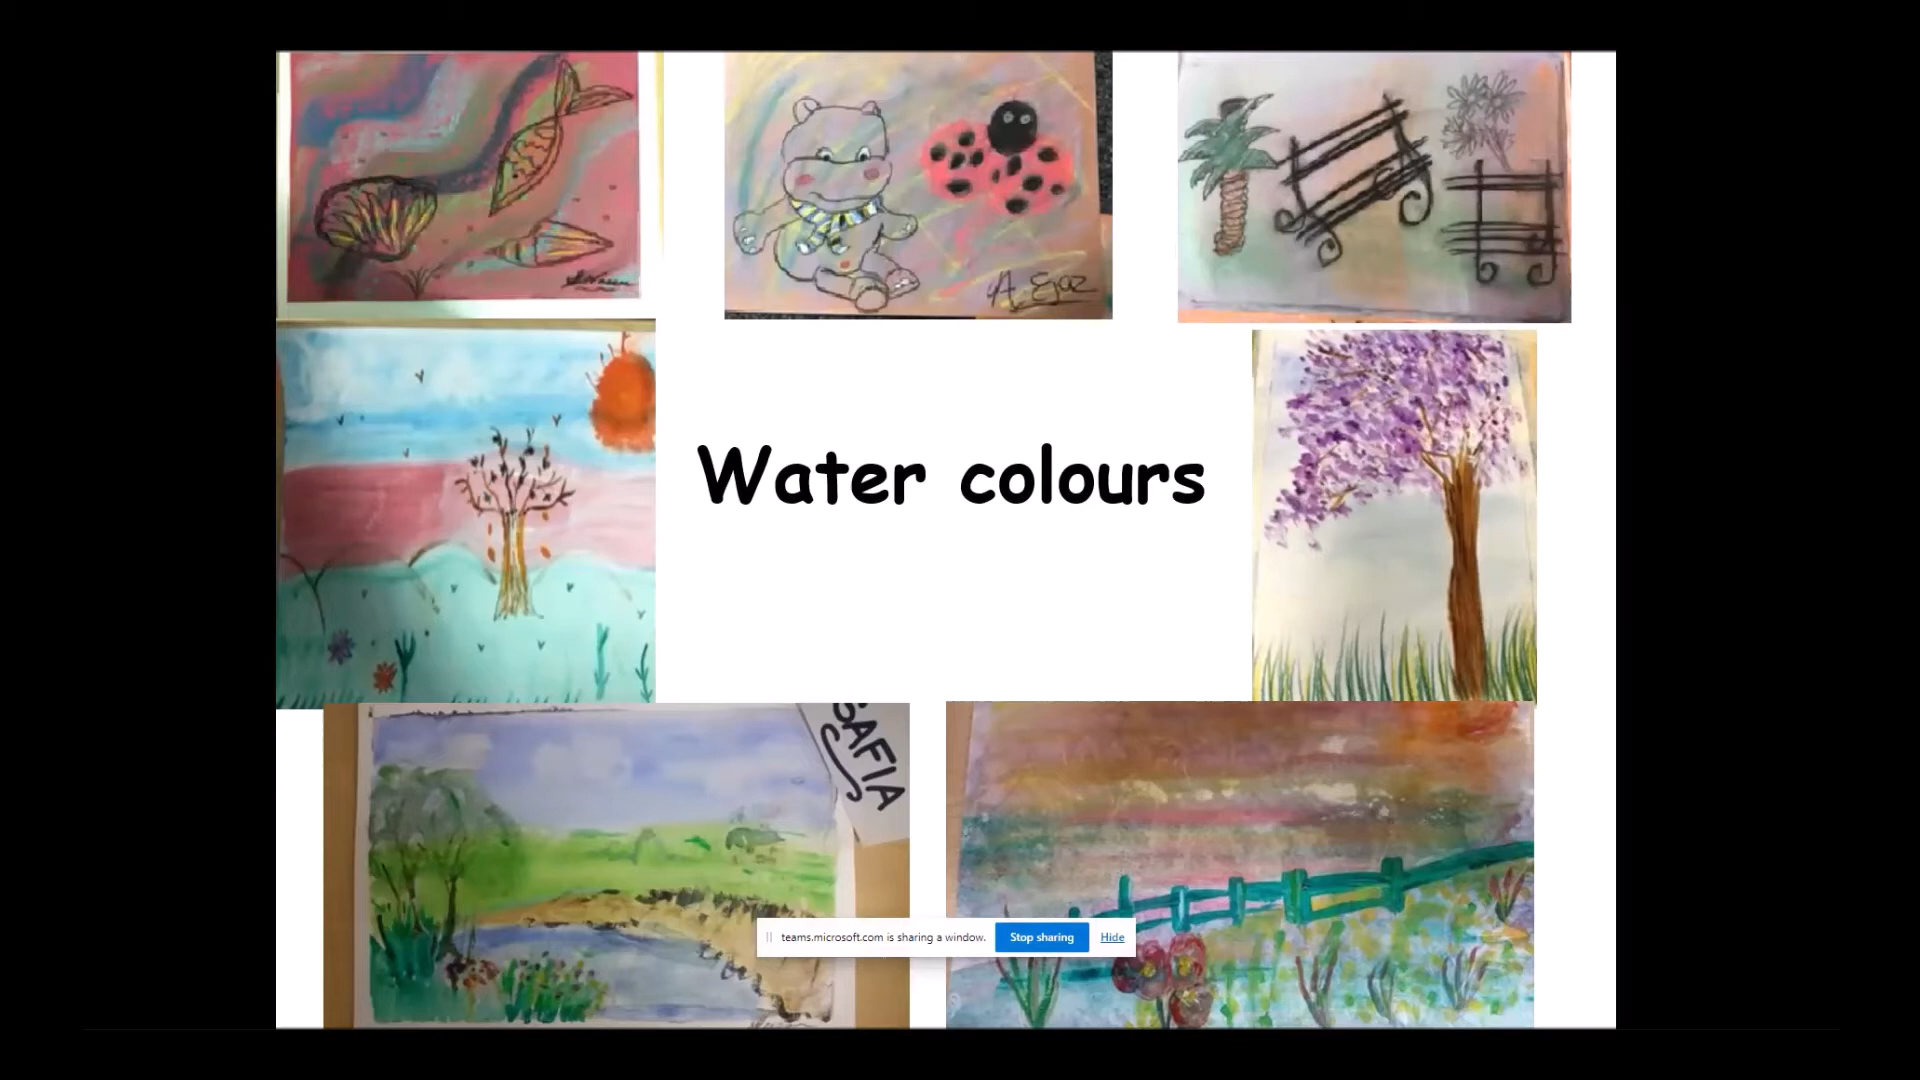 A. Ejaz
Water colours
SAFIA
teams.microsoft.com is sharing a window. Stop sharing Hide